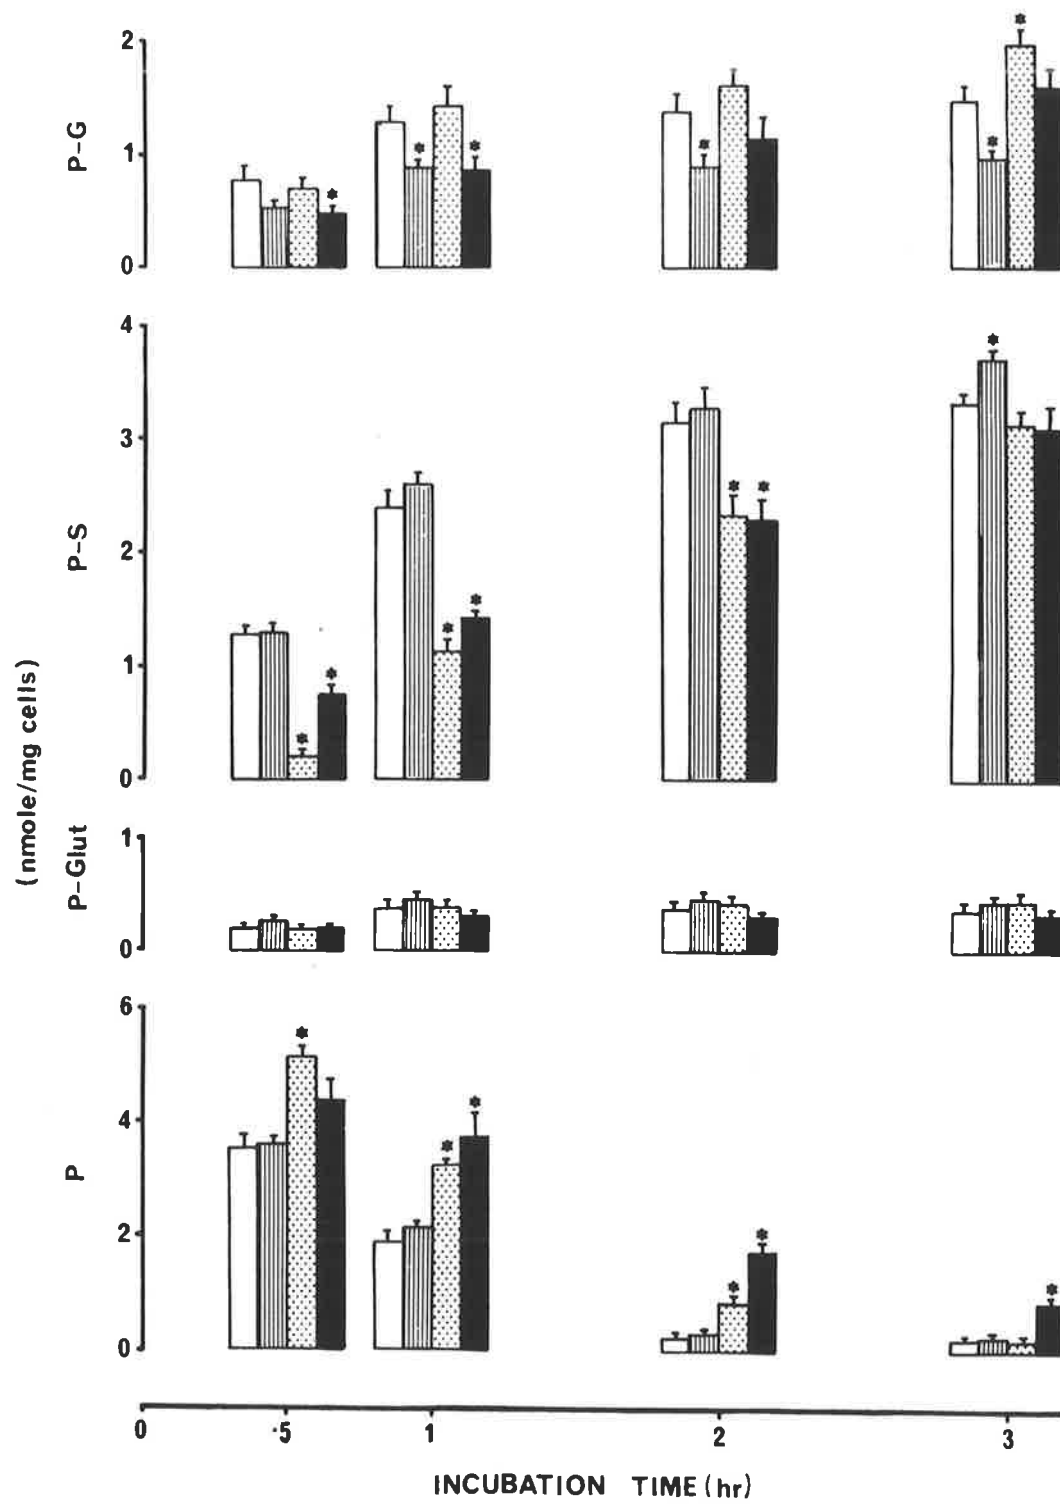 2
1
0
P-G
4
3
2
1
0
P-S
(nmole/mg cells)
1
0
P-Glut
6
4
2
0
P
* * * * * *
* * * * * * *
* * * * * *
0 ·5 1 2 3
INCUBATION TIME (hr)